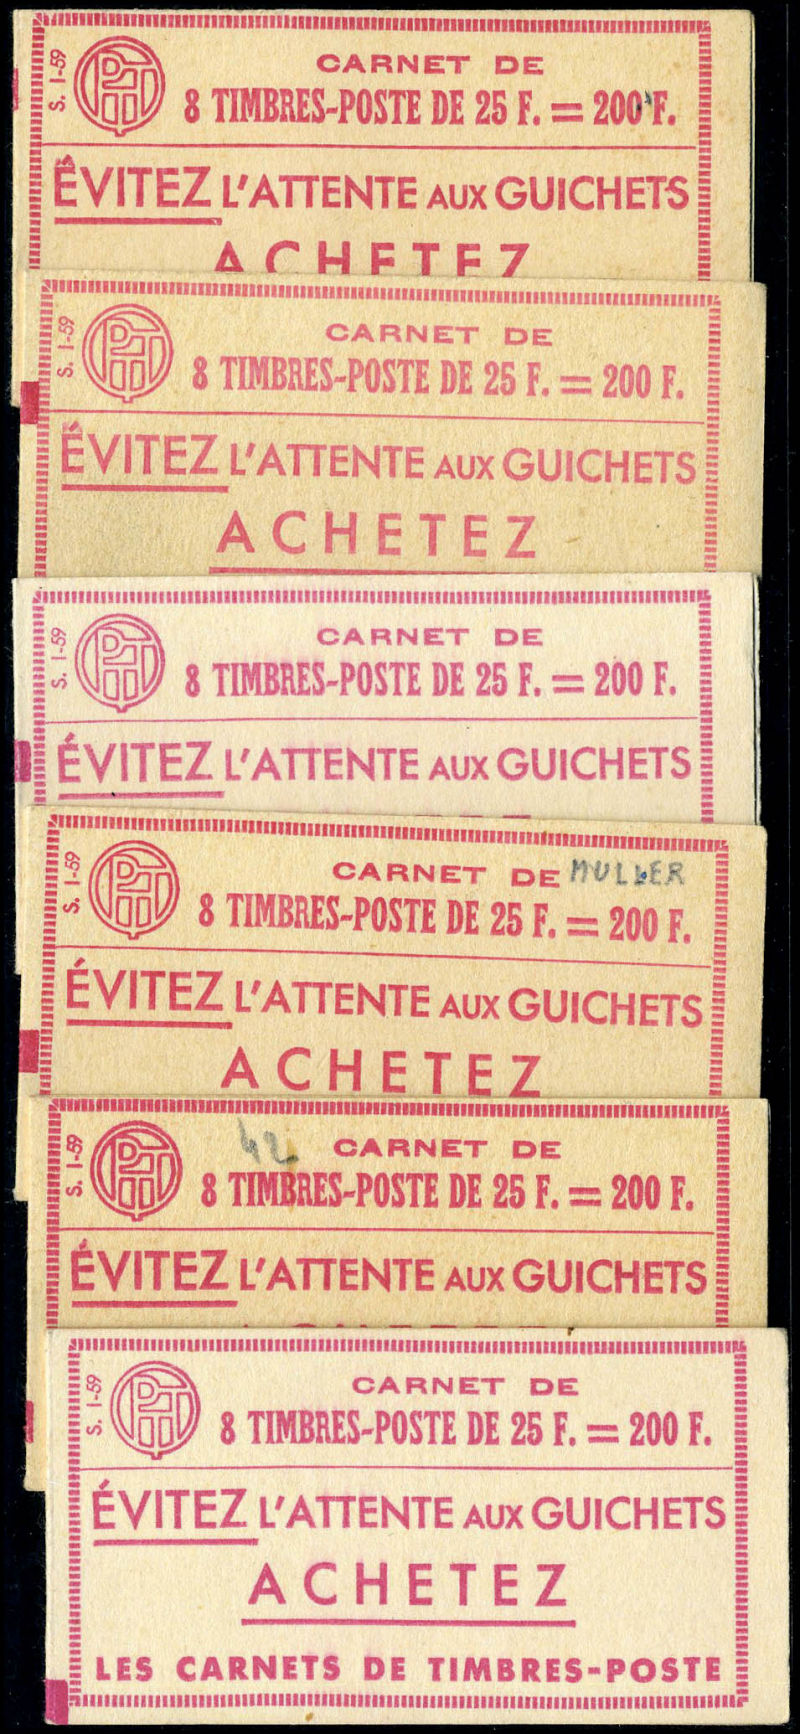 S. 1-59
CARNET DE
8 TIMBRES-POSTE DE 25 F. = 200 F.
ÉVITEZ L'ATTENTE AUX GUICHETS
ACHETEZ
S. 1-59
CARNET DE
8 TIMBRES-POSTE DE 25 F. = 200 F.
ÉVITEZ L'ATTENTE AUX GUICHETS
ACHETEZ
S. 1-59
CARNET DE
8 TIMBRES-POSTE DE 25 F. = 200 F.
ÉVITEZ L'ATTENTE AUX GUICHETS
S. 1-59
CARNET DE MULLER
8 TIMBRES-POSTE DE 25 F. = 200 F.
ÉVITEZ L'ATTENTE AUX GUICHETS
ACHETEZ
S. 1-59
42 CARNET DE
8 TIMBRES-POSTE DE 25 F. = 200 F.
ÉVITEZ L'ATTENTE AUX GUICHETS
S. 1-59
CARNET DE
8 TIMBRES-POSTE DE 25 F. = 200 F.
ÉVITEZ L'ATTENTE AUX GUICHETS
ACHETEZ
LES CARNETS DE TIMBRES-POSTE